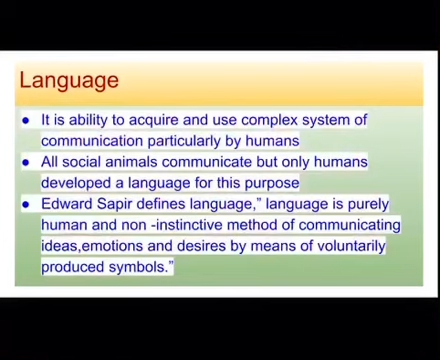 Language
● It is ability to acquire and use complex system of
communication particularly by humans
● All social animals communicate but only humans
developed a language for this purpose
● Edward Sapir defines language,” language is purely
human and non -instinctive method of communicating
ideas,emotions and desires by means of voluntarily
produced symbols.”